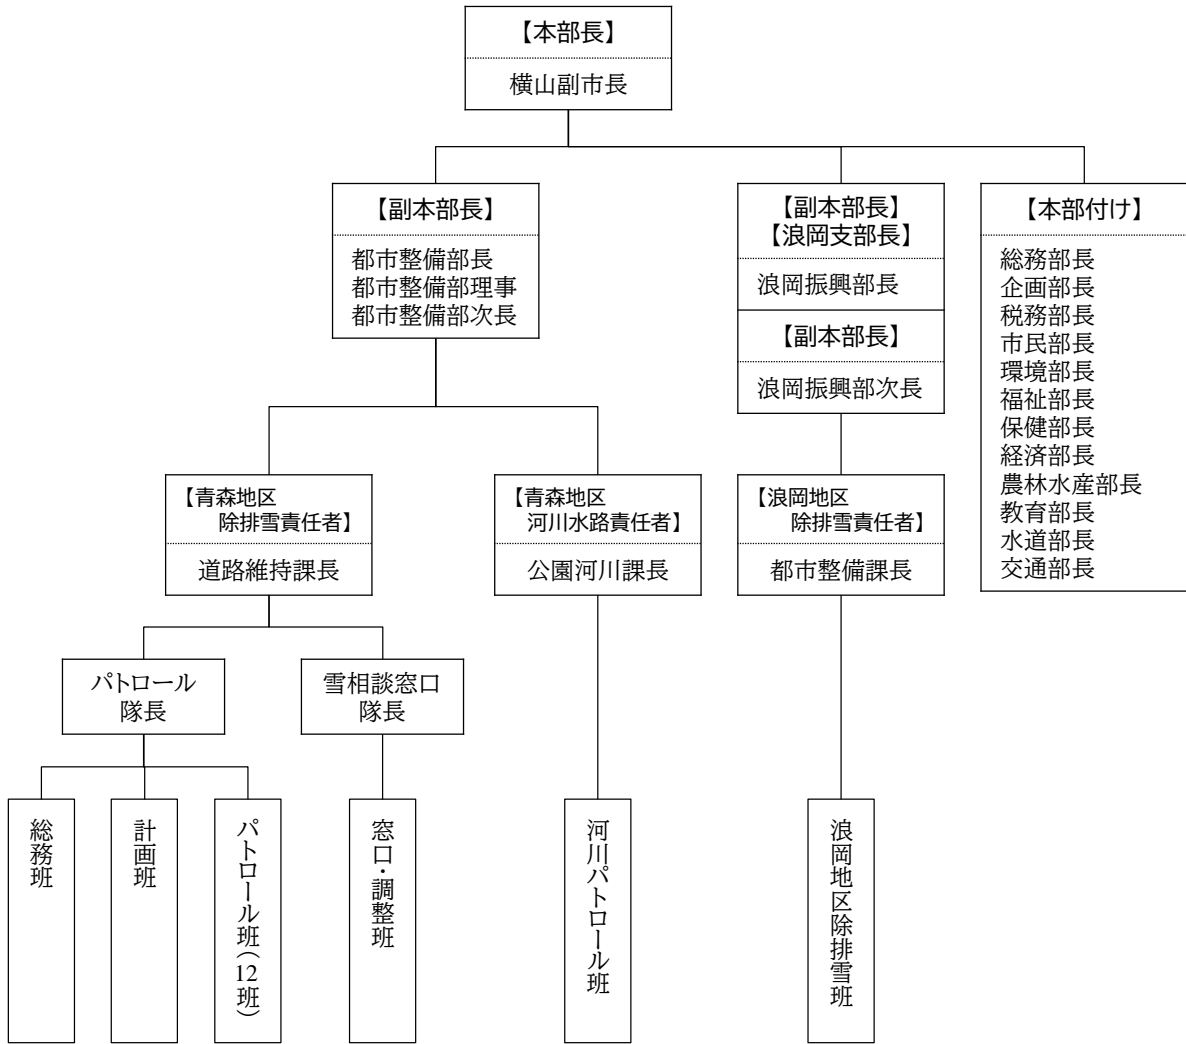 【本部長】
横山副市長
【副本部長】
都市整備部長
都市整備部理事
都市整備部次長
【副本部長】
【浪岡支部長】
浪岡振興部長
【副本部長】
浪岡振興部次長
【本部付け】
総務部長
企画部長
税務部長
市民部長
環境部長
福祉部長
保健部長
経済部長
農林水産部長
教育部長
水道部長
交通部長
【青森地区
除排雪責任者】
道路維持課長
【青森地区
河川水路責任者】
公園河川課長
【浪岡地区
除排雪責任者】
都市整備課長
パトロール
隊長
雪相談窓口
隊長
総務班
計画班
パトロール班（12班）
窓口・調整班
河川パトロール班
浪岡地区除排雪班